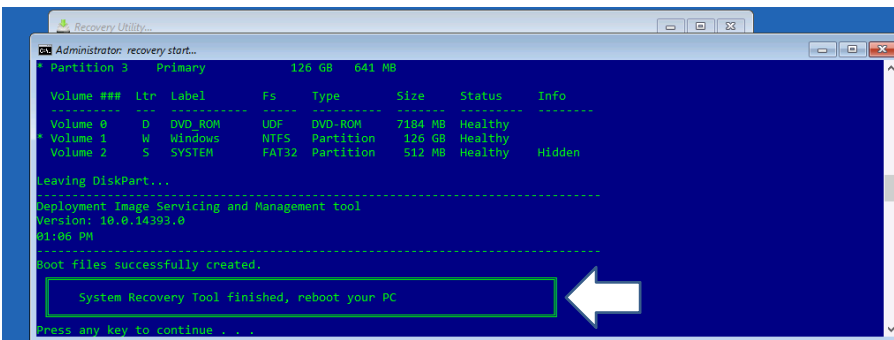 Recovery Utility...
Administrator: recovery start...
* Partition 3    Primary            126 GB   641 MB
  Volume ###  Ltr  Label        Fs     Type        Size     Status     Info
  ----------  ---  -----------  -----  ----------  -------  ---------  --------
  Volume 0     D   DVD_ROM      UDF    DVD-ROM     7184 MB  Healthy
* Volume 1     W   Windows      NTFS   Partition    126 GB  Healthy
  Volume 2     S   SYSTEM       FAT32  Partition    512 MB  Healthy    Hidden
Leaving DiskPart...
Deployment Image Servicing and Management tool
Version: 10.0.14393.0
01:06 PM
Boot files successfully created.
System Recovery Tool finished, reboot your PC
Press any key to continue . . .